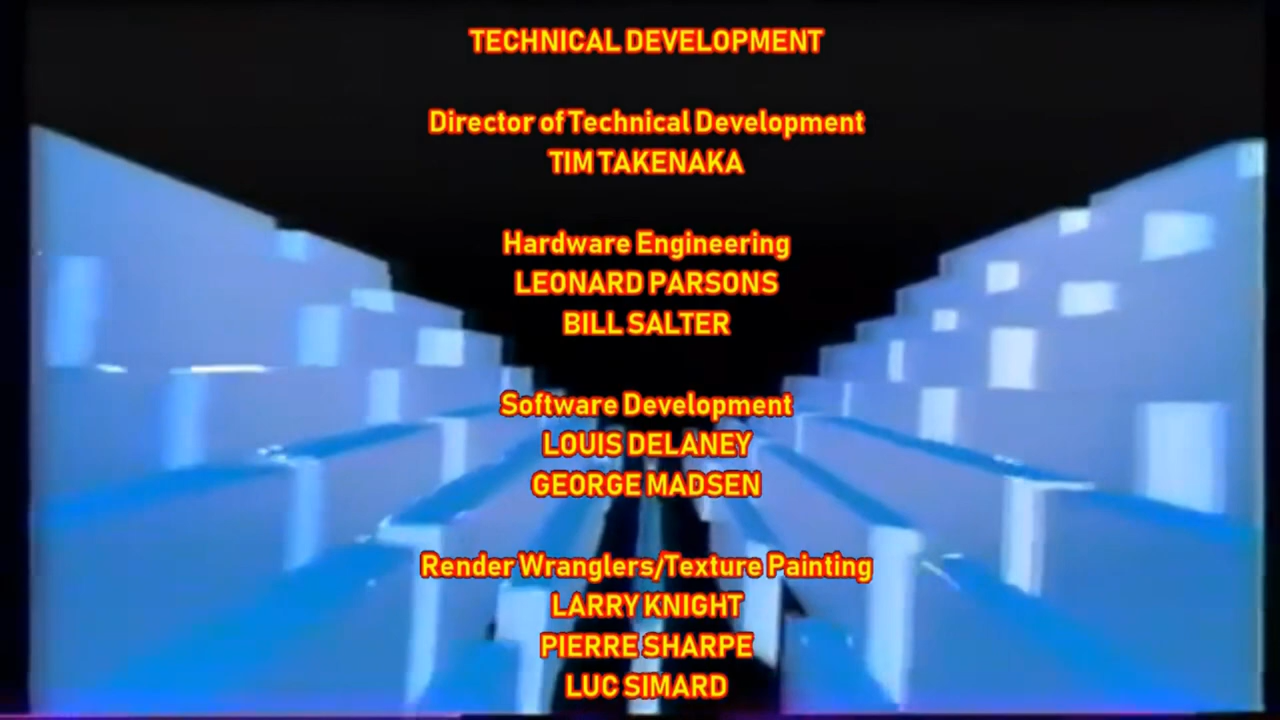 TECHNICAL DEVELOPMENT
Director of Technical Development
TIM TAKENAKA
Hardware Engineering
LEONARD PARSONS
BILL SALTER
Software Development
LOUIS DELANEY
GEORGE MADSEN
Render Wranglers/Texture Painting
LARRY KNIGHT
PIERRE SHARPE
LUC SIMARD